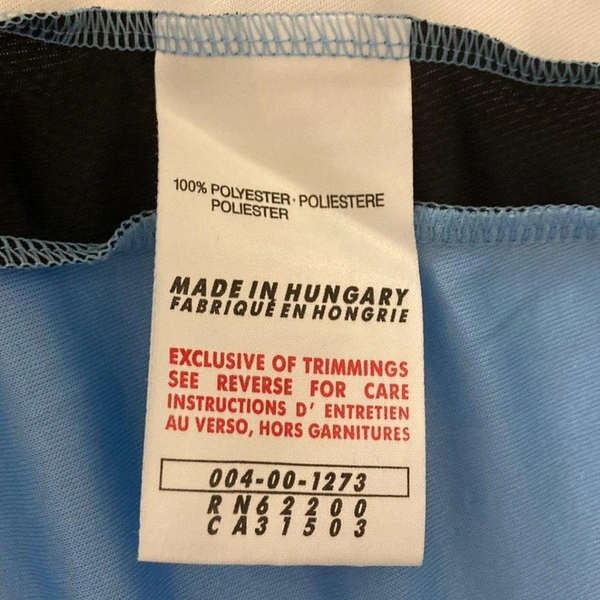 100% POLYESTER · POLIESTERE
POLIESTER
MADE IN HUNGARY
FABRIQUÉ EN HONGRIE
EXCLUSIVE OF TRIMMINGS
SEE REVERSE FOR CARE
INSTRUCTIONS D' ENTRETIEN
AU VERSO, HORS GARNITURES
004-00-1273
RN62200
CA31503